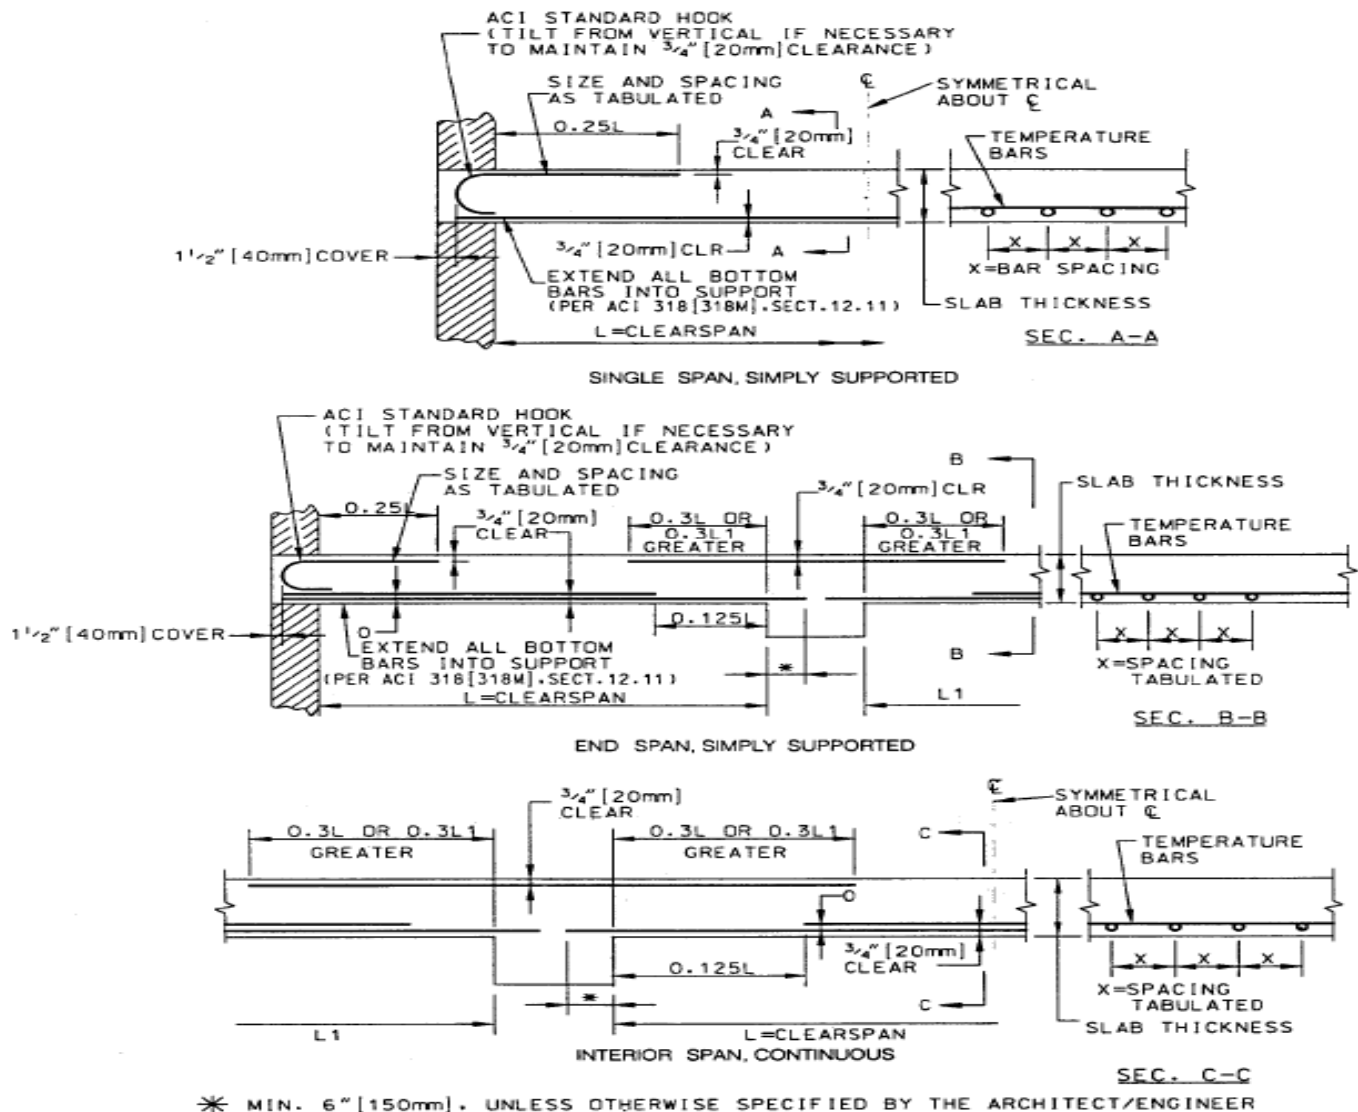 ACI STANDARD HOOK
(TILT FROM VERTICAL IF NECESSARY
TO MAINTAIN 3/4"[20mm]CLEARANCE)
SIZE AND SPACING
AS TABULATED
℄
SYMMETRICAL
ABOUT ℄
A
0.25L
3/4"[20mm]
CLEAR
TEMPERATURE
BARS
1 1/2"[40mm]COVER
3/4"[20mm]CLR
A
X X X
X=BAR SPACING
EXTEND ALL BOTTOM
BARS INTO SUPPORT
(PER ACI 318[318M].SECT.12.11)
SLAB THICKNESS
L=CLEARSPAN
SEC. A-A
SINGLE SPAN, SIMPLY SUPPORTED
ACI STANDARD HOOK
(TILT FROM VERTICAL IF NECESSARY
TO MAINTAIN 3/4"[20mm]CLEARANCE)
B
SIZE AND SPACING
AS TABULATED
3/4"[20mm]CLR
SLAB THICKNESS
0.25L
3/4"[20mm]
CLEAR
0.3L OR
0.3L1
GREATER
0.3L OR
0.3L1
GREATER
TEMPERATURE
BARS
0.125L
1 1/2"[40mm]COVER
O
EXTEND ALL BOTTOM
BARS INTO SUPPORT
(PER ACI 318[318M].SECT.12.11)
*
B
X X X
X=SPACING
TABULATED
L=CLEARSPAN
L1
SEC. B-B
END SPAN, SIMPLY SUPPORTED
3/4"[20mm]
CLEAR
℄
SYMMETRICAL
ABOUT ℄
0.3L OR 0.3L1
GREATER
0.3L OR 0.3L1
GREATER
C
TEMPERATURE
BARS
O
3/4"[20mm]
CLEAR
0.125L
X X X
X=SPACING
TABULATED
*
C
SLAB THICKNESS
L1
L=CLEARSPAN
INTERIOR SPAN, CONTINUOUS
SEC. C-C
* MIN. 6"[150mm]. UNLESS OTHERWISE SPECIFIED BY THE ARCHITECT/ENGINEER